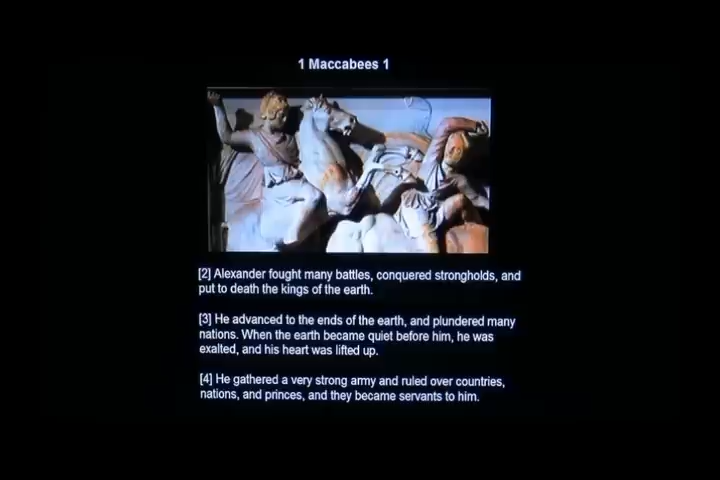 1 Maccabees 1
[2] Alexander fought many battles, conquered strongholds, and
put to death the kings of the earth.
[3] He advanced to the ends of the earth, and plundered many
nations. When the earth became quiet before him, he was
exalted, and his heart was lifted up.
[4] He gathered a very strong army and ruled over countries,
nations, and princes, and they became servants to him.